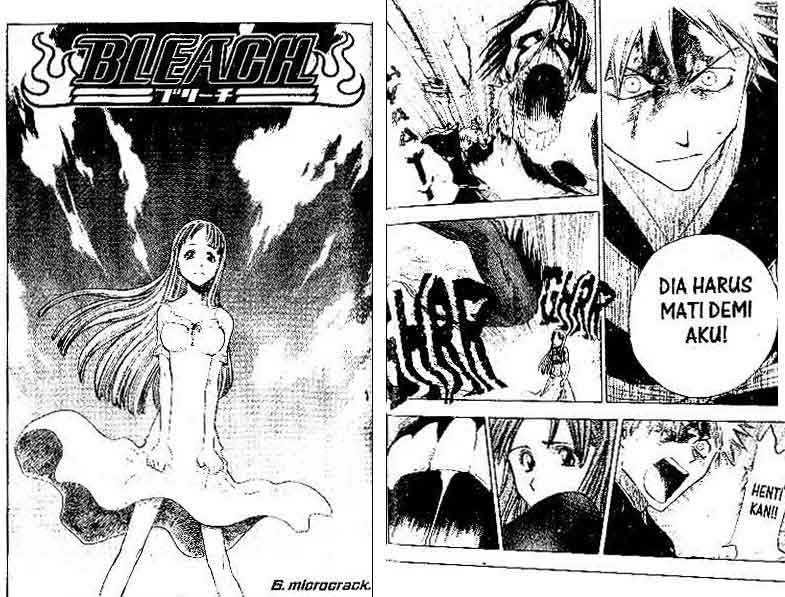 BLEACH
ブリーチ
6. microcrack.
DIA HARUS
MATI DEMI
AKU!
GHRR
GHRR
HENTI
KAN!!